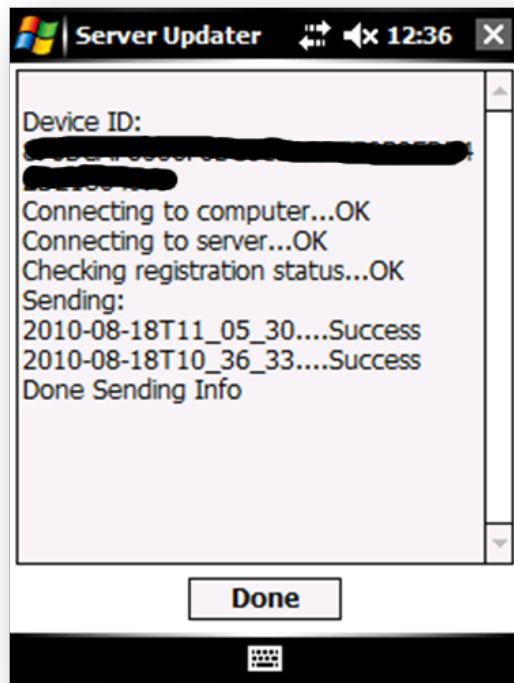 Server Updater 12:36
Device ID:
Connecting to computer...OK
Connecting to server...OK
Checking registration status...OK
Sending:
2010-08-18T11_05_30....Success
2010-08-18T10_36_33....Success
Done Sending Info
Done